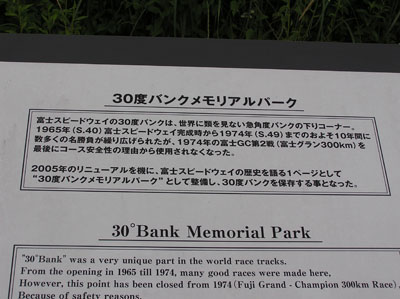 30度バンクメモリアルパーク
富士スピードウェイの30度バンクは、世界に類を見ない急角度バンクの下りコーナー。
1965年(S.40)富士スピードウェイ完成時から1974年(S.49)までのおよそ10年間に
数多くの名勝負が繰り広げられたが、1974年の富士GC第2戦(富士グラン300km)を
最後にコース安全性の理由から使用されなくなった。
2005年のリニューアルを機に、富士スピードウェイの歴史を語る1ページとして
"30度バンクメモリアルパーク"として整備し、30度バンクを保存する事となった。
30°Bank Memorial Park
"30°Bank" was a very unique part in the world race tracks.
From the opening in 1965 till 1974, many good races were made here,
However, this point has been closed from 1974 (Fuji Grand - Champion 300km Race).
Because of safety reasons.